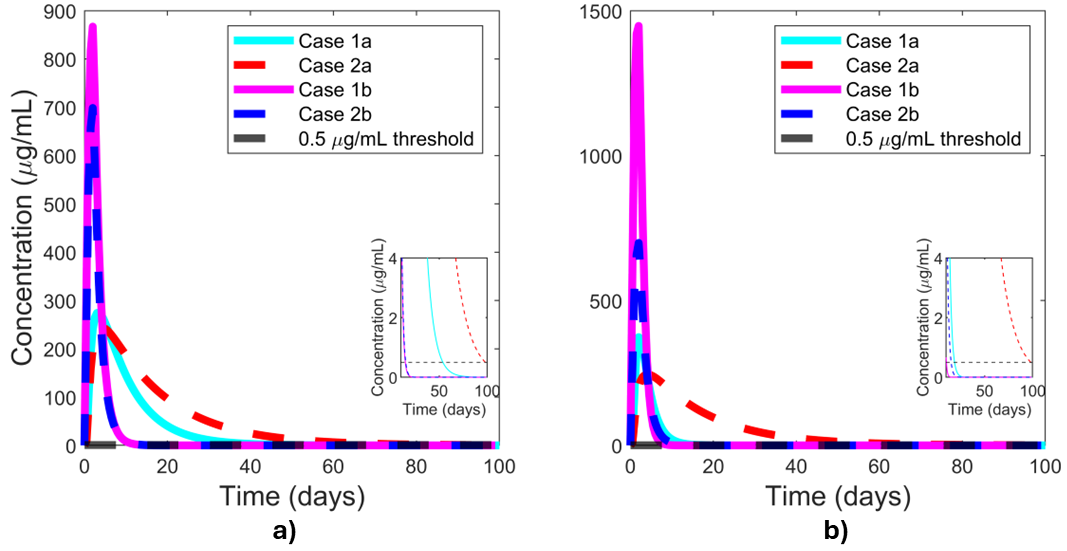 900
800
700
600
500
400
300
200
100
0
Concentration (μg/mL)
Case 1a
Case 2a
Case 1b
Case 2b
0.5 μg/mL threshold
4
2
0
Concentration (μg/mL)
50
100
Time (days)
0
20
40
60
80
100
Time (days)
a)
1500
1000
500
0
Case 1a
Case 2a
Case 1b
Case 2b
0.5 μg/mL threshold
4
2
0
Concentration (μg/mL)
50
100
Time (days)
0
20
40
60
80
100
Time (days)
b)